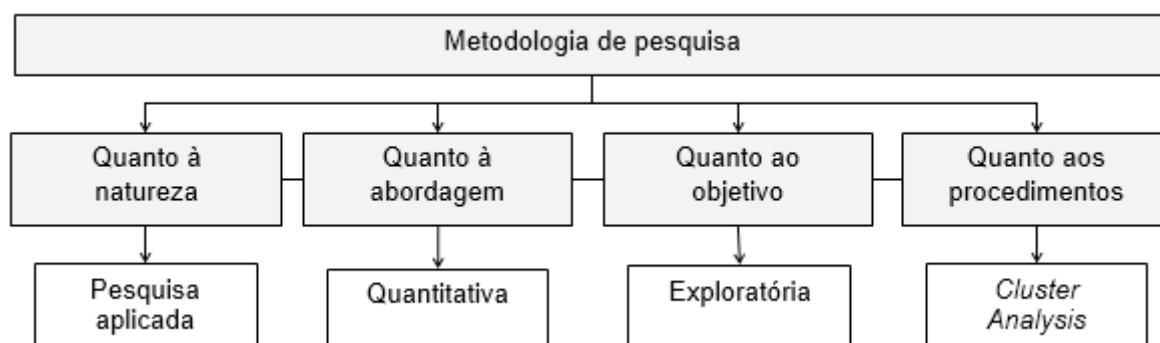 Metodologia de pesquisa
Quanto à
natureza
Quanto à
abordagem
Quanto ao
objetivo
Quanto aos
procedimentos
Pesquisa
aplicada
Quantitativa
Exploratória
Cluster
Analysis